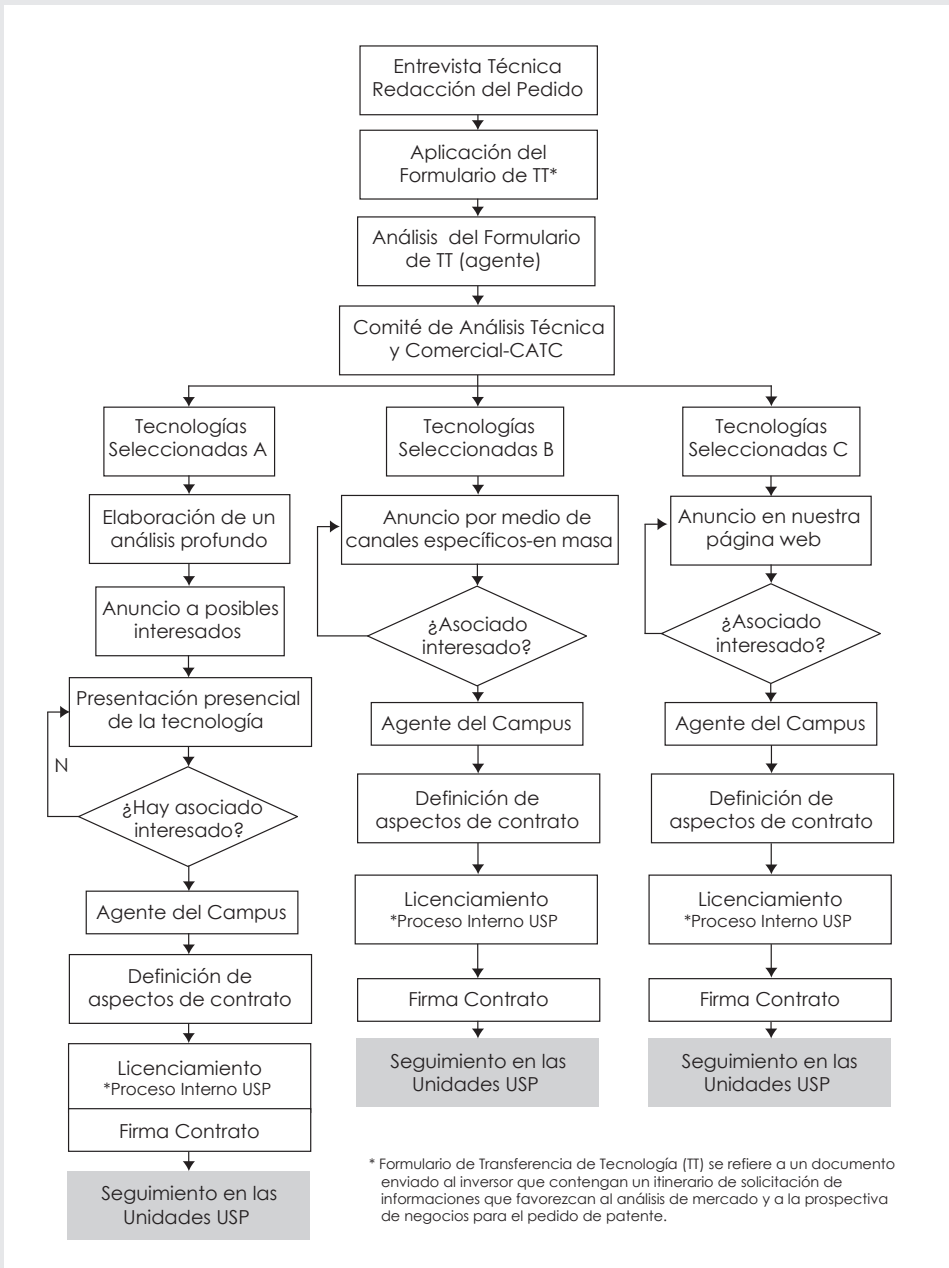 Entrevista Técnica
Redacción del Pedido
Aplicación del
Formulario de TT*
Análisis del Formulario
de TT (agente)
Comité de Análisis Técnica
y Comercial-CATC
Tecnologías
Seleccionadas A
Elaboración de un
análisis profundo
Anuncio a posibles
interesados
Presentación presencial
de la tecnología
N
¿Hay asociado
interesado?
Agente del Campus
Definición de
aspectos de contrato
Licenciamiento
*Proceso Interno USP
Firma Contrato
Seguimiento en las
Unidades USP
Tecnologías
Seleccionadas B
Anuncio por medio de
canales específicos-en masa
¿Asociado
interesado?
Agente del Campus
Definición de
aspectos de contrato
Licenciamiento
*Proceso Interno USP
Firma Contrato
Seguimiento en las
Unidades USP
Tecnologías
Seleccionadas C
Anuncio en nuestra
página web
¿Asociado
interesado?
Agente del Campus
Definición de
aspectos de contrato
Licenciamiento
*Proceso Interno USP
Firma Contrato
Seguimiento en las
Unidades USP
* Formulario de Transferencia de Tecnología (TT) se refiere a un documento
enviado al inversor que contengan un itinerario de solicitación de
informaciones que favorezcan al análisis de mercado y a la prospectiva
de negocios para el pedido de patente.